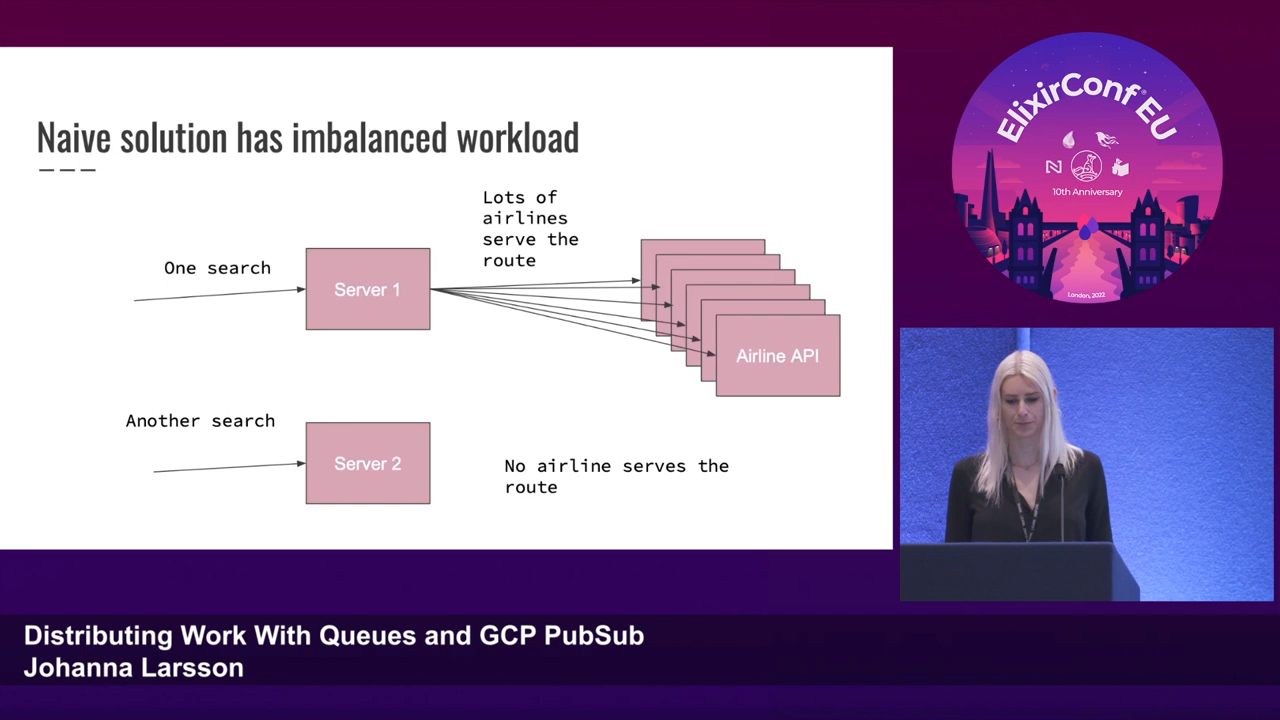 Naive solution has imbalanced workload
Lots of
airlines
serve the
route
One search
Server 1
Airline API
Another search
Server 2
No airline serves the
route
ElixirConf EU
10th Anniversary
London, 2022
Distributing Work With Queues and GCP PubSub
Johanna Larsson